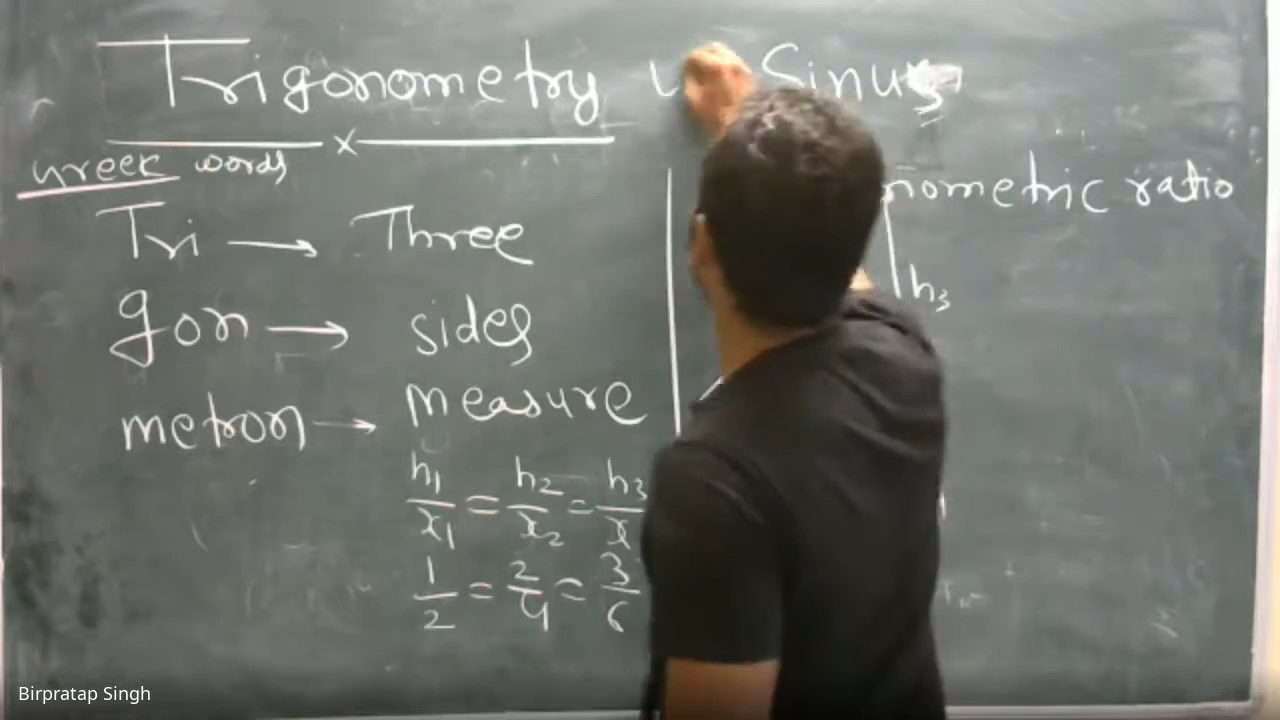 Trigonometry Sinus
Greek words
Tri → Three
gon → sides
metron → measure
h1/x1 = h2/x2 = h3/x
1/2 = 2/4 = 3/6
nometric ratio
h3
Birpratap Singh